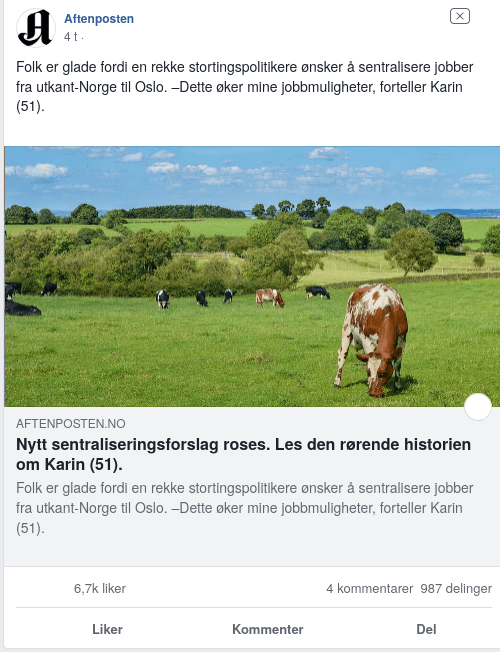 Aftenposten
4 t ·
Folk er glade fordi en rekke stortingspolitikere ønsker å sentralisere jobber
fra utkant-Norge til Oslo. –Dette øker mine jobbmuligheter, forteller Karin
(51).
AFTENPOSTEN.NO
Nytt sentraliseringsforslag roses. Les den rørende historien
om Karin (51).
Folk er glade fordi en rekke stortingspolitikere ønsker å sentralisere jobber
fra utkant-Norge til Oslo. –Dette øker mine jobbmuligheter, forteller Karin
(51).
6,7k liker 4 kommentarer 987 delinger
Liker Kommenter Del